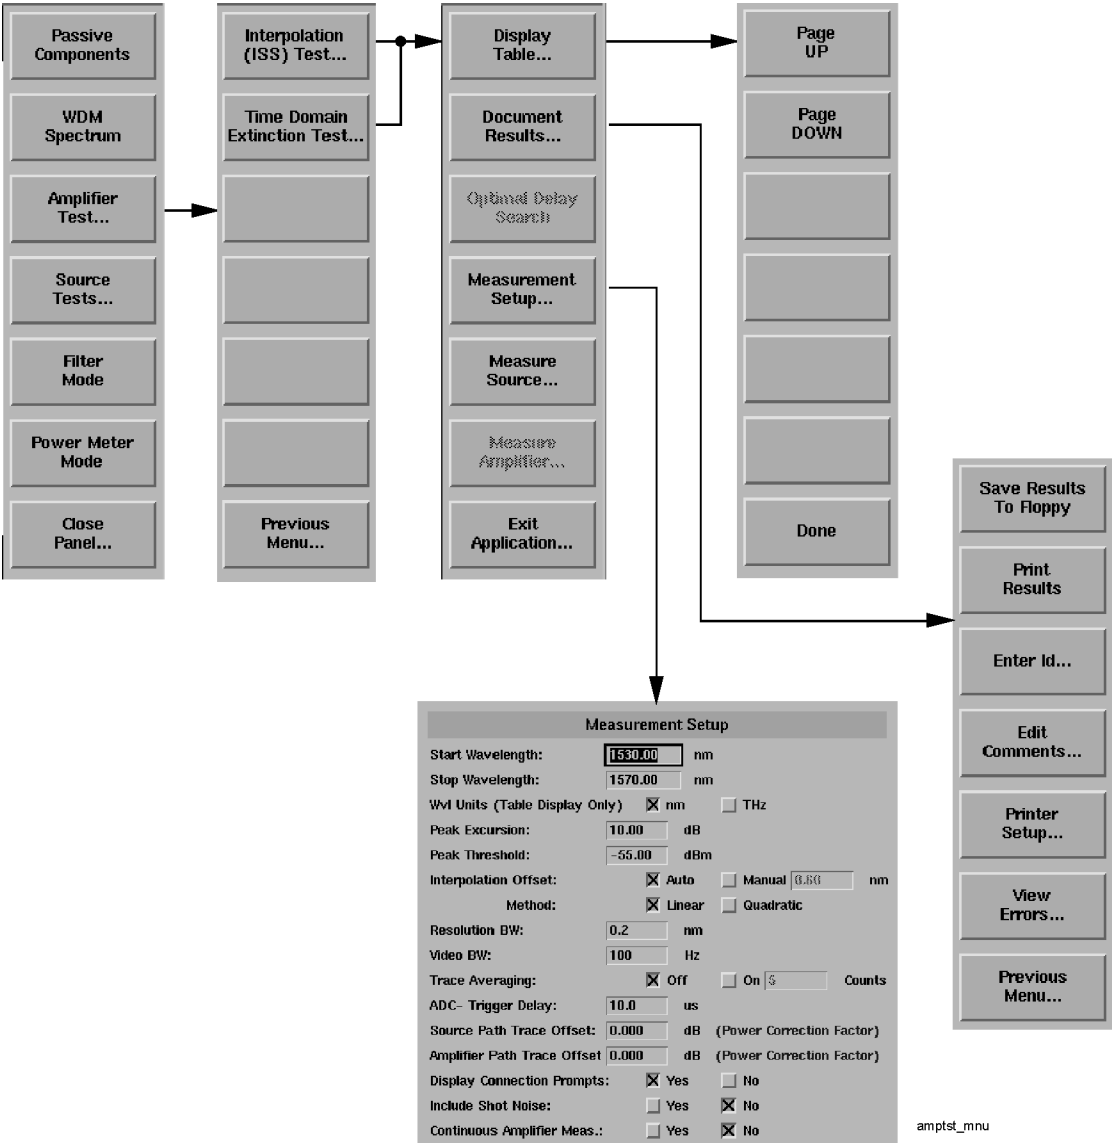 Passive
Components
WDM
Spectrum
Amplifier
Test...
Source
Tests...
Filter
Mode
Power Meter
Mode
Close
Panel...
Interpolation
(ISS) Test...
Time Domain
Extinction Test...
Previous
Menu...
Display
Table...
Document
Results...
Optimal Delay
Search
Measurement
Setup...
Measure
Source...
Measure
Amplifier...
Exit
Application...
Page
UP
Page
DOWN
Done
Save Results
To Floppy
Print
Results
Enter Id...
Edit
Comments...
Printer
Setup...
View
Errors...
Previous
Menu...
Measurement Setup
Start Wavelength: 1530.00 nm
Stop Wavelength: 1570.00 nm
Wvl Units (Table Display Only) nm THz
Peak Excursion: 10.00 dB
Peak Threshold: -55.00 dBm
Interpolation Offset: Auto Manual nm
Method: Linear Quadratic
Resolution BW: 0.2 nm
Video BW: 100 Hz
Trace Averaging: Off On 5 Counts
ADC- Trigger Delay: 10.0 us
Source Path Trace Offset: 0.000 dB (Power Correction Factor)
Amplifier Path Trace Offset 0.000 dB (Power Correction Factor)
Display Connection Prompts: Yes No
Include Shot Noise: Yes No
Continuous Amplifier Meas.: Yes No
amptst_mnu